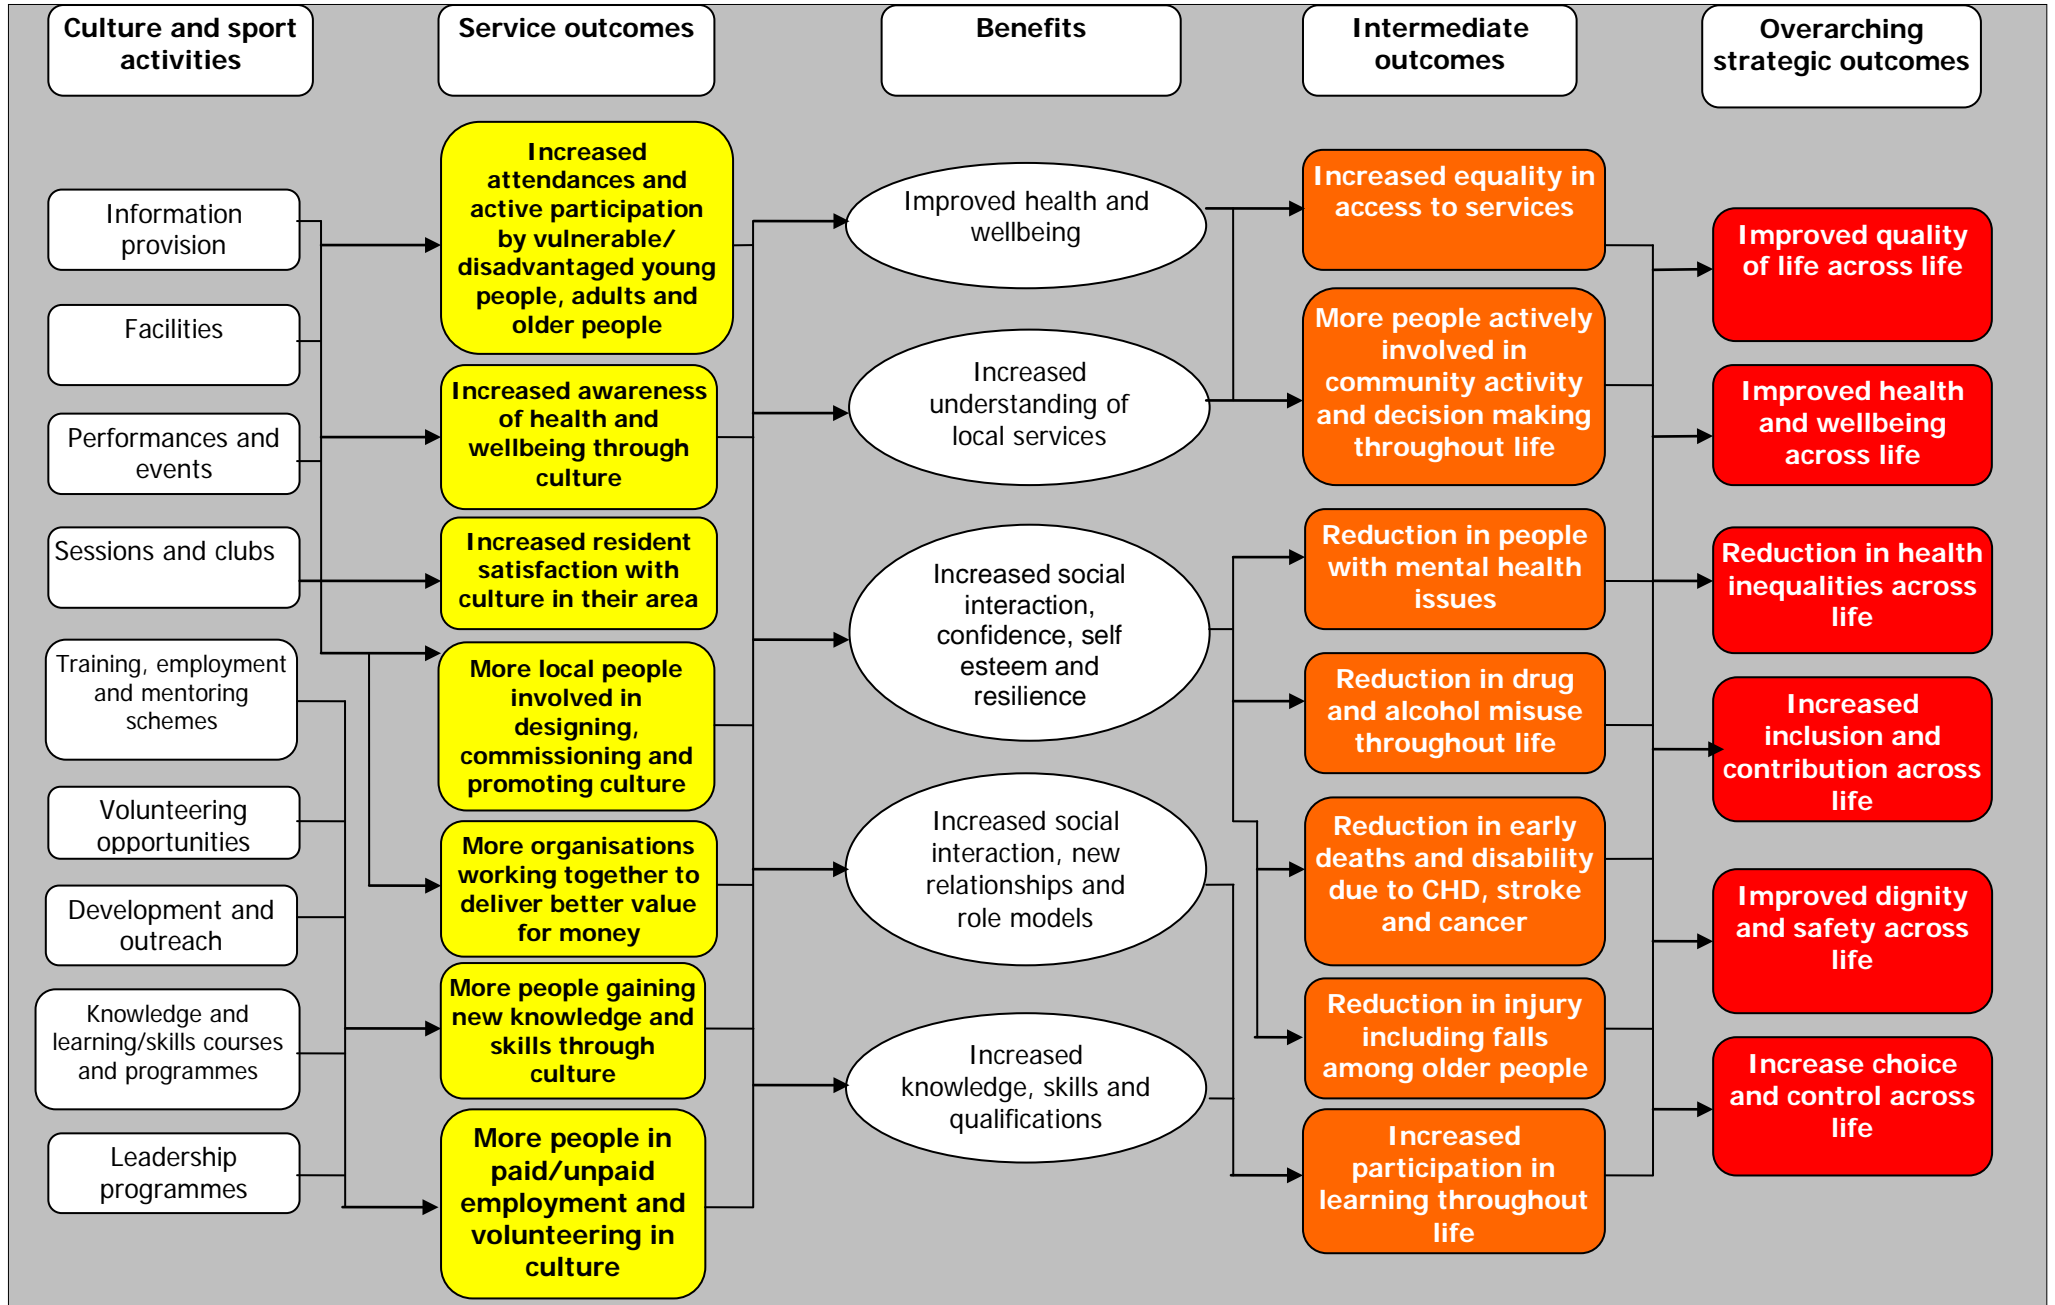 Culture and sport
activities
Service outcomes
Benefits
Intermediate
outcomes
Overarching
strategic outcomes
Information
provision
Facilities
Performances and
events
Sessions and clubs
Training, employment
and mentoring
schemes
Volunteering
opportunities
Development and
outreach
Knowledge and
learning/skills courses
and programmes
Leadership
programmes
Increased
attendances and
active participation
by vulnerable/
disadvantaged young
people, adults and
older people
Increased awareness
of health and
wellbeing through
culture
Increased resident
satisfaction with
culture in their area
More local people
involved in
designing,
commissioning and
promoting culture
More organisations
working together to
deliver better value
for money
More people gaining
new knowledge and
skills through
culture
More people in
paid/unpaid
employment and
volunteering in
culture
Improved health and
wellbeing
Increased
understanding of
local services
Increased social
interaction,
confidence, self
esteem and
resilience
Increased social
interaction, new
relationships and
role models
Increased
knowledge, skills and
qualifications
Increased equality in
access to services
More people actively
involved in
community activity
and decision making
throughout life
Reduction in people
with mental health
issues
Reduction in drug
and alcohol misuse
throughout life
Reduction in early
deaths and disability
due to CHD, stroke
and cancer
Reduction in injury
including falls
among older people
Increased
participation in
learning throughout
life
Improved quality
of life across life
Improved health
and wellbeing
across life
Reduction in health
inequalities across
life
Increased
inclusion and
contribution across
life
Improved dignity
and safety across
life
Increase choice
and control across
life